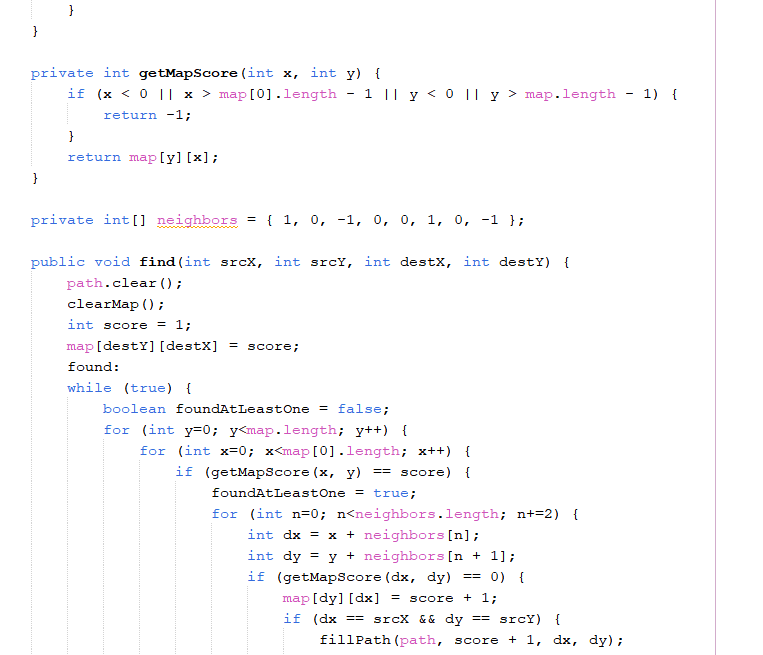 }
}

private int getMapScore(int x, int y) {
    if (x < 0 || x > map[0].length - 1 || y < 0 || y > map.length - 1) {
        return -1;
    }
    return map[y][x];
}

private int[] neighbors = { 1, 0, -1, 0, 0, 1, 0, -1 };

public void find(int srcX, int srcY, int destX, int destY) {
    path.clear();
    clearMap();
    int score = 1;
    map[destY][destX] = score;
    found:
    while (true) {
        boolean foundAtLeastOne = false;
        for (int y=0; y<map.length; y++) {
            for (int x=0; x<map[0].length; x++) {
                if (getMapScore(x, y) == score) {
                    foundAtLeastOne = true;
                    for (int n=0; n<neighbors.length; n+=2) {
                        int dx = x + neighbors[n];
                        int dy = y + neighbors[n + 1];
                        if (getMapScore(dx, dy) == 0) {
                            map[dy][dx] = score + 1;
                            if (dx == srcX && dy == srcY) {
                                fillPath(path, score + 1, dx, dy);